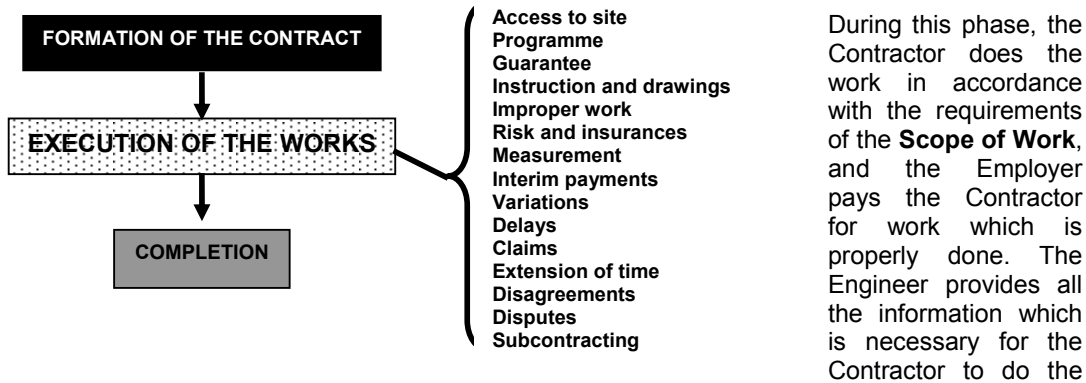 FORMATION OF THE CONTRACT
EXECUTION OF THE WORKS
COMPLETION
Access to site
Programme
Guarantee
Instruction and drawings
Improper work
Risk and insurances
Measurement
Interim payments
Variations
Delays
Claims
Extension of time
Disagreements
Disputes
Subcontracting
During this phase, the
Contractor does the
work in accordance
with the requirements
of the Scope of Work,
and the Employer
pays the Contractor
for work which is
properly done. The
Engineer provides all
the information which
is necessary for the
Contractor to do the